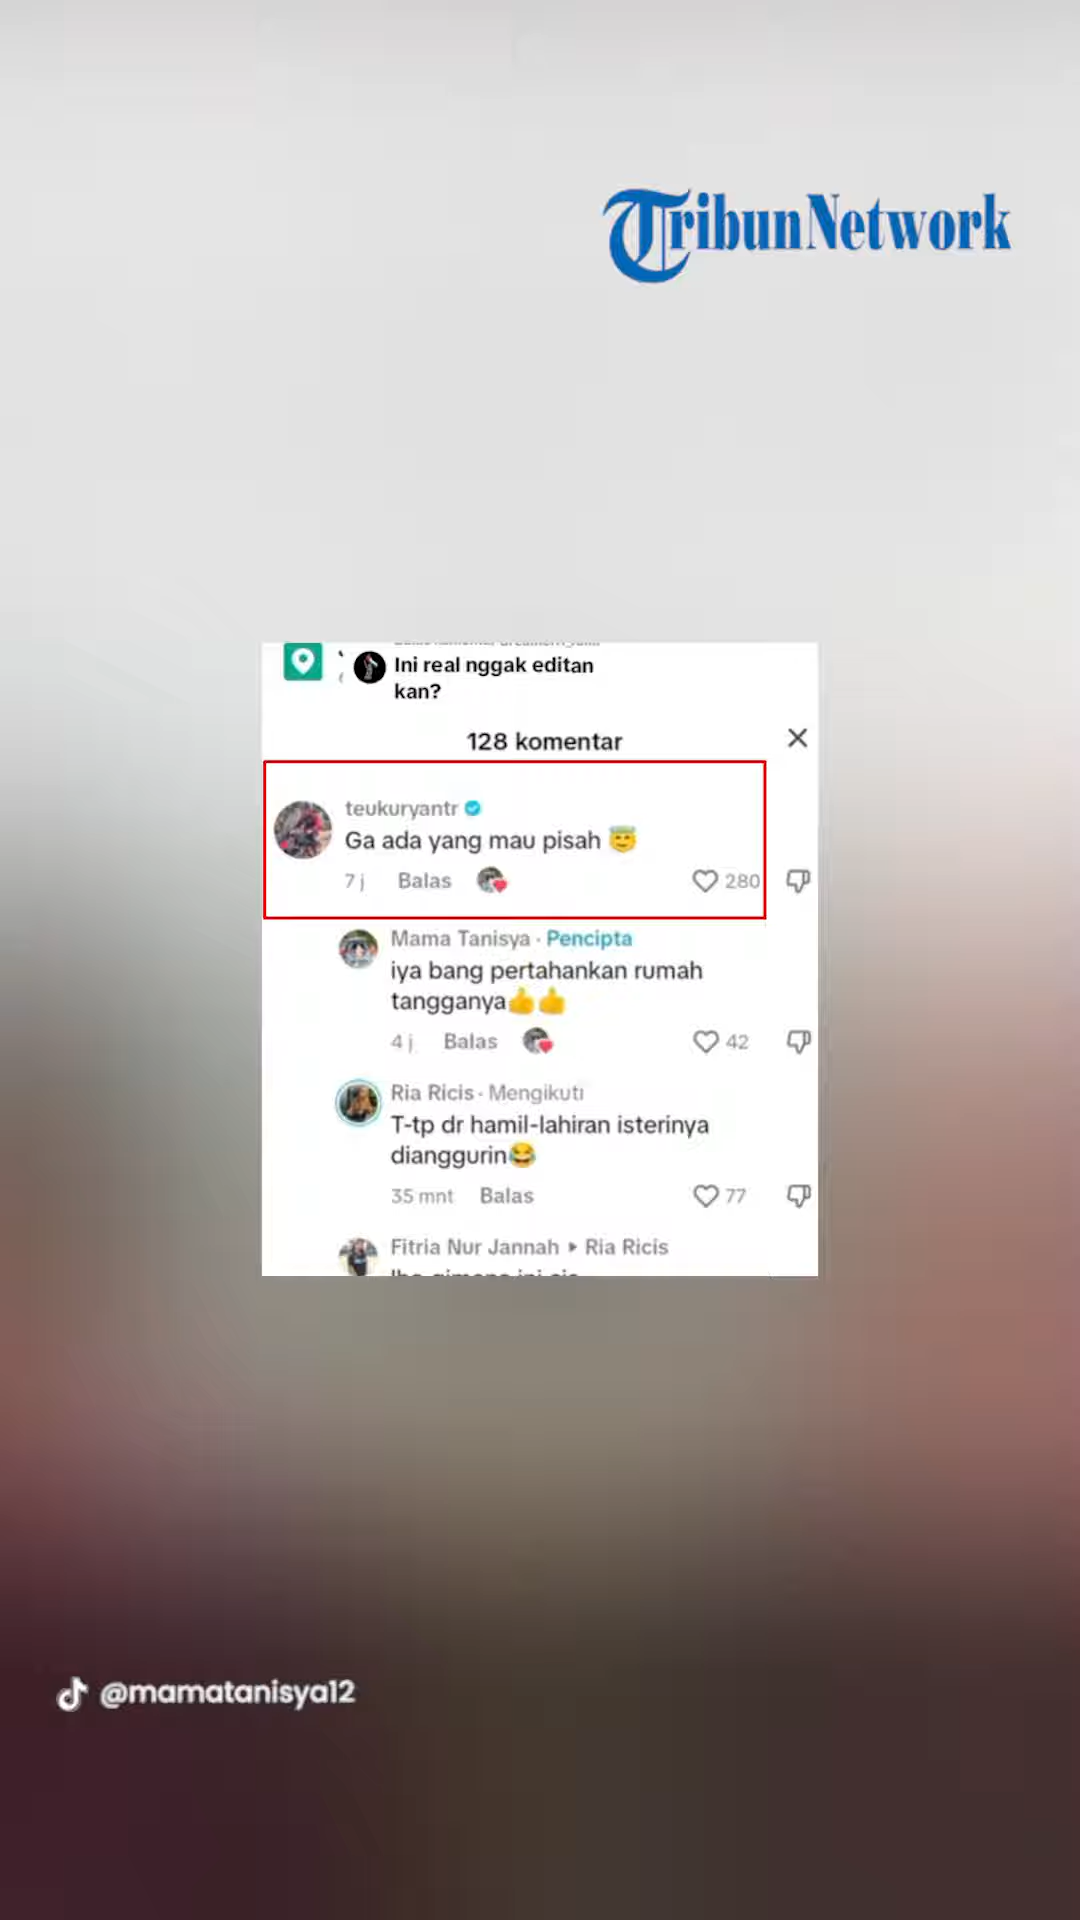 TribunNetwork
Ini real nggak editan
kan?
128 komentar
teukuryantr
Ga ada yang mau pisah 😇
7 j Balas 280
Mama Tanisya · Pencipta
iya bang pertahankan rumah
tangganya👍👍
4 j Balas 42
Ria Ricis · Mengikuti
T-tp dr hamil-lahiran isterinya
dianggurin😂
35 mnt Balas 77
Fitria Nur Jannah ▸ Ria Ricis
@mamatanisya12